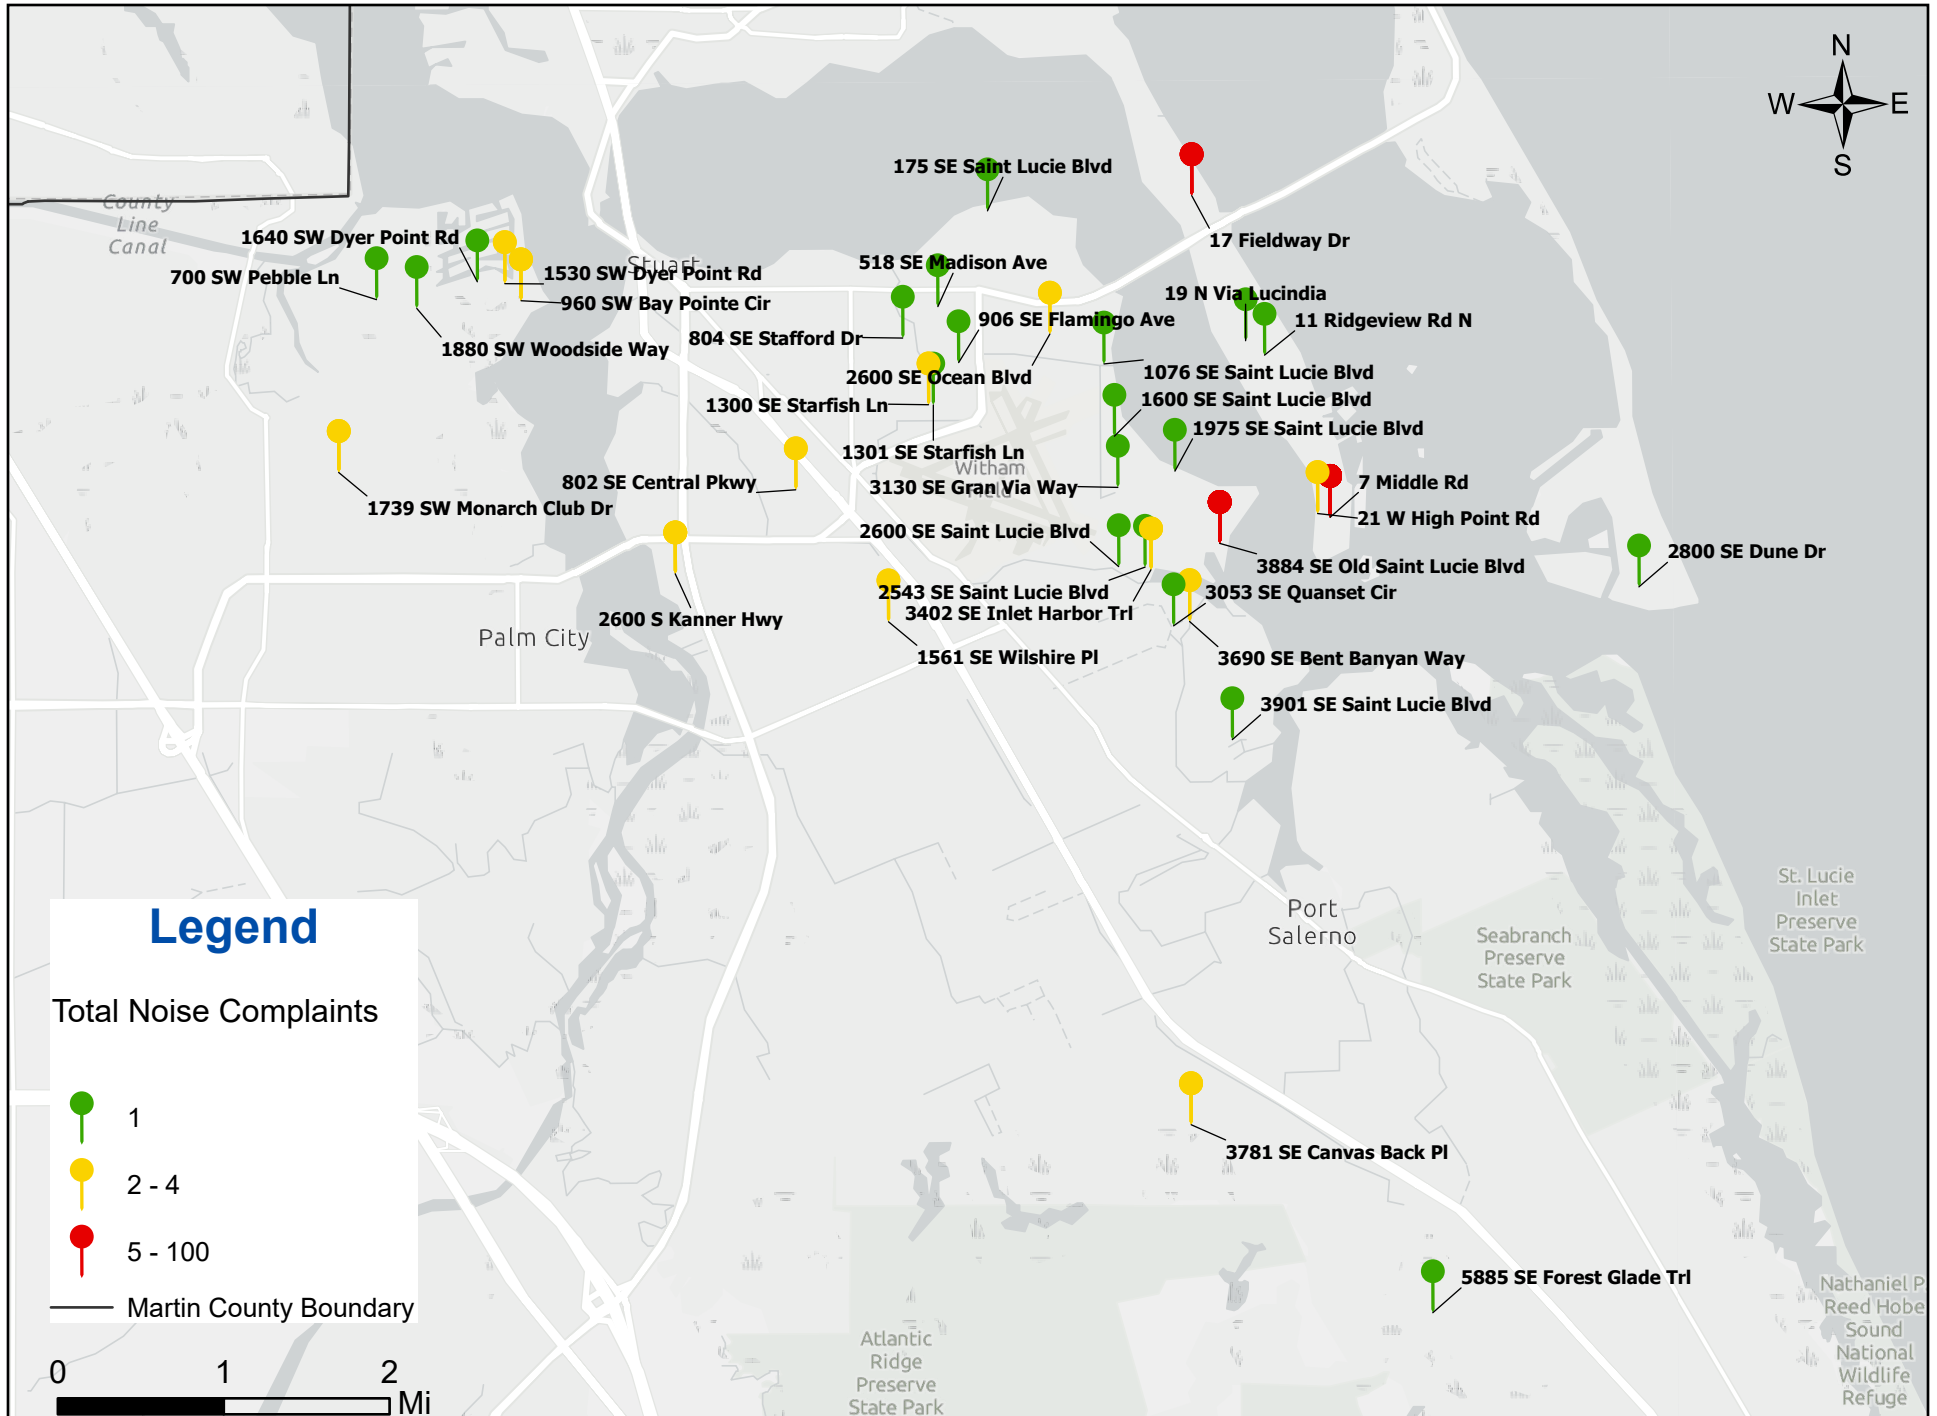 N
W E
S
County
Line
Canal
175 SE Saint Lucie Blvd
17 Fieldway Dr
1640 SW Dyer Point Rd
700 SW Pebble Ln
Stuart
1530 SW Dyer Point Rd
960 SW Bay Pointe Cir
518 SE Madison Ave
19 N Via Lucindia
11 Ridgeview Rd N
906 SE Flamingo Ave
804 SE Stafford Dr
1880 SW Woodside Way
2600 SE Ocean Blvd
1076 SE Saint Lucie Blvd
1300 SE Starfish Ln
1600 SE Saint Lucie Blvd
1975 SE Saint Lucie Blvd
1301 SE Starfish Ln
Witham
Field
802 SE Central Pkwy
3130 SE Gran Via Way
7 Middle Rd
1739 SW Monarch Club Dr
21 W High Point Rd
2600 SE Saint Lucie Blvd
2800 SE Dune Dr
3884 SE Old Saint Lucie Blvd
2543 SE Saint Lucie Blvd
3053 SE Quanset Cir
3402 SE Inlet Harbor Trl
2600 S Kanner Hwy
Palm City
1561 SE Wilshire Pl
3690 SE Bent Banyan Way
3901 SE Saint Lucie Blvd
St. Lucie
Inlet
Preserve
State Park
Port
Salerno
Seabranch
Preserve
State Park
3781 SE Canvas Back Pl
5885 SE Forest Glade Trl
Nathaniel P
Reed Hobe
Sound
National
Wildlife
Refuge
Atlantic
Ridge
Preserve
State Park
Legend
Total Noise Complaints
1
2 - 4
5 - 100
Martin County Boundary
0 1 2
Mi